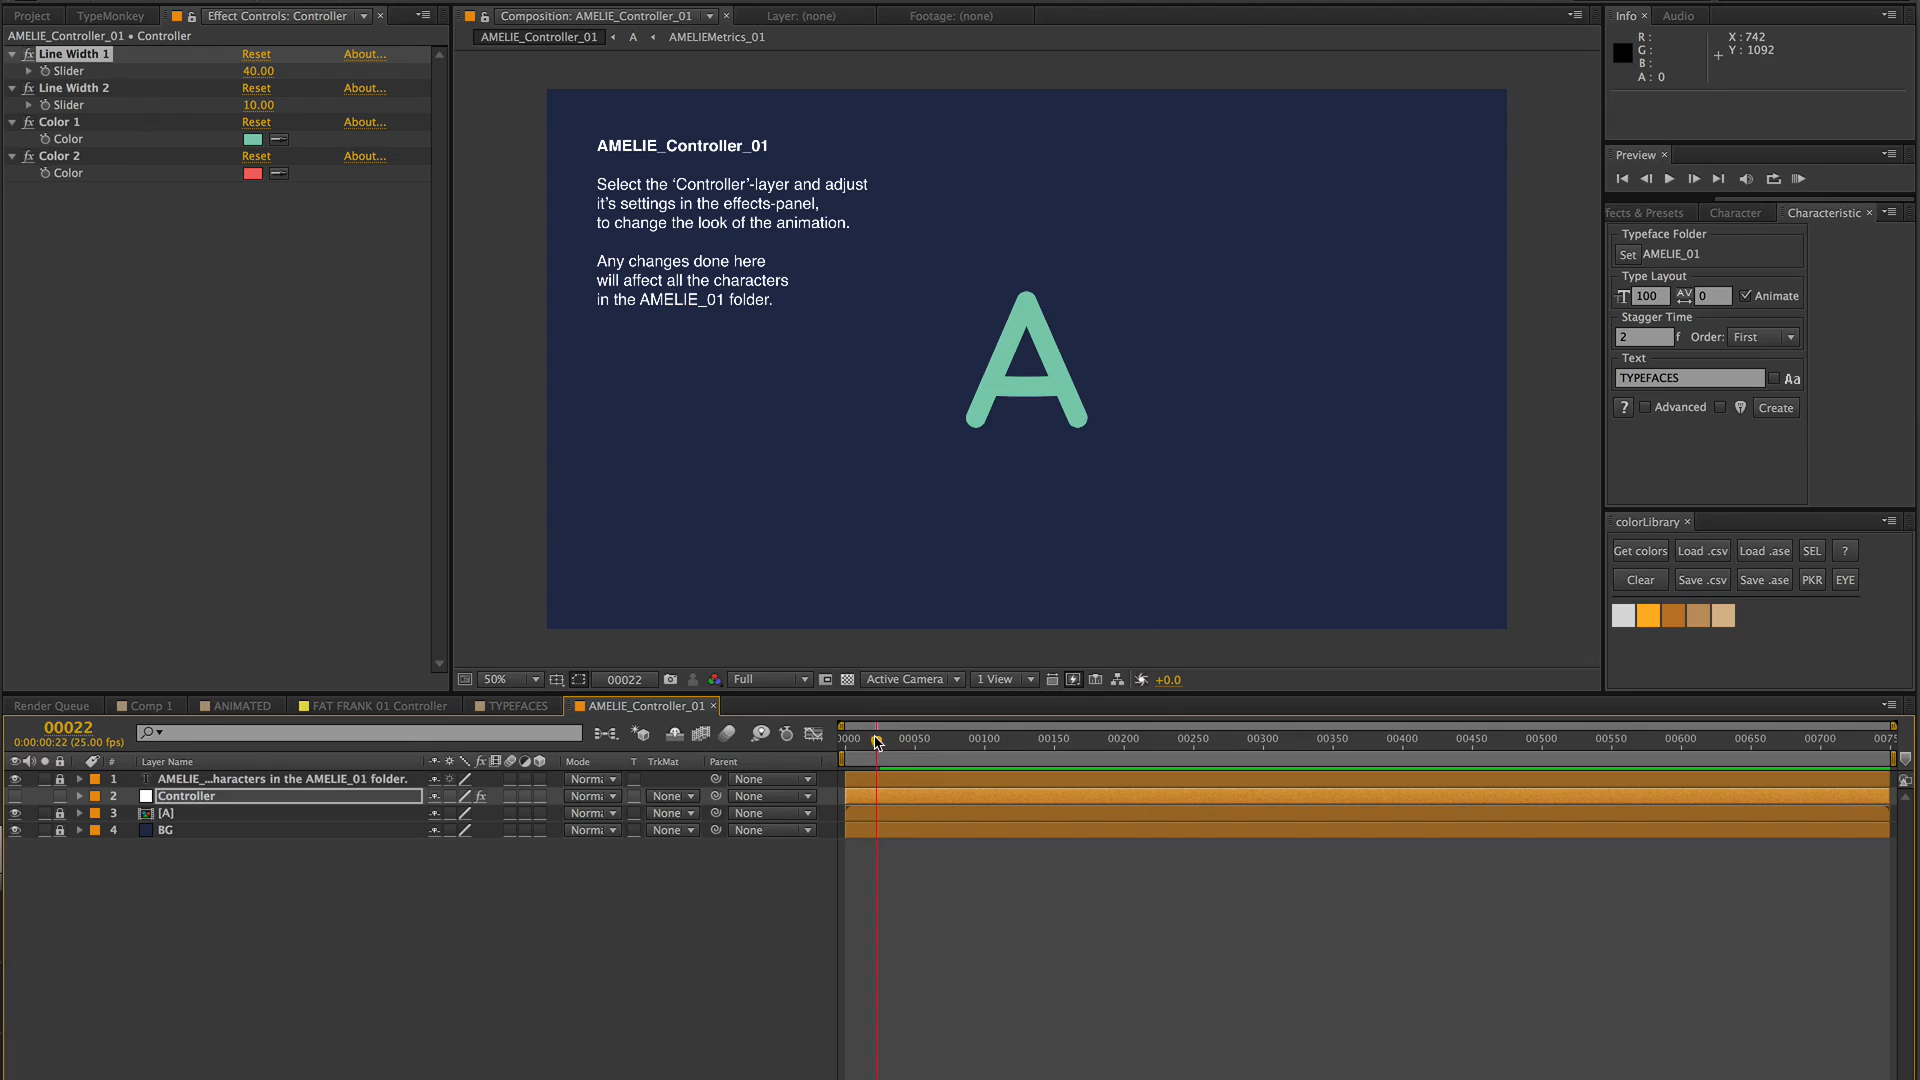 Project
TypeMonkey
Effect Controls: Controller
AMELIE_Controller_01 • Controller
Line Width 1 Reset About...
Slider 40.00
Line Width 2 Reset About...
Slider 10.00
Color 1 Reset About...
Color
Color 2 Reset About...
Color
Composition: AMELIE_Controller_01
Layer: (none)
Footage: (none)
AMELIE_Controller_01 A AMELIEMetrics_01
AMELIE_Controller_01
Select the ‘Controller’-layer and adjust
it’s settings in the effects-panel,
to change the look of the animation.
Any changes done here
will affect all the characters
in the AMELIE_01 folder.
A
50% 00022 Full Active Camera 1 View +0.0
Info Audio
R: X: 742
G: Y: 1092
B:
A: 0
Preview
ffects & Presets Character Characteristic
Typeface Folder
Set AMELIE_01
Type Layout
100 AV 0 Animate
Stagger Time
2 f Order: First
Text
TYPEFACES Aa
? Advanced Create
colorLibrary
Get colors Load .csv Load .ase SEL ?
Clear Save .csv Save .ase PKR EYE
Render Queue Comp 1 ANIMATED FAT FRANK 01 Controller TYPEFACES AMELIE_Controller_01
00022
0:00:00:22 (25.00 fps)
0000 00050 00100 00150 00200 00250 00300 00350 00400 00450 00500 00550 00600 00650 00700 0075
# Layer Name fx Mode T TrkMat Parent
1 T AMELIE_...haracters in the AMELIE_01 folder. Norma None
2 Controller fx Norma None None
3 [A] Norma None None
4 BG Norma None None